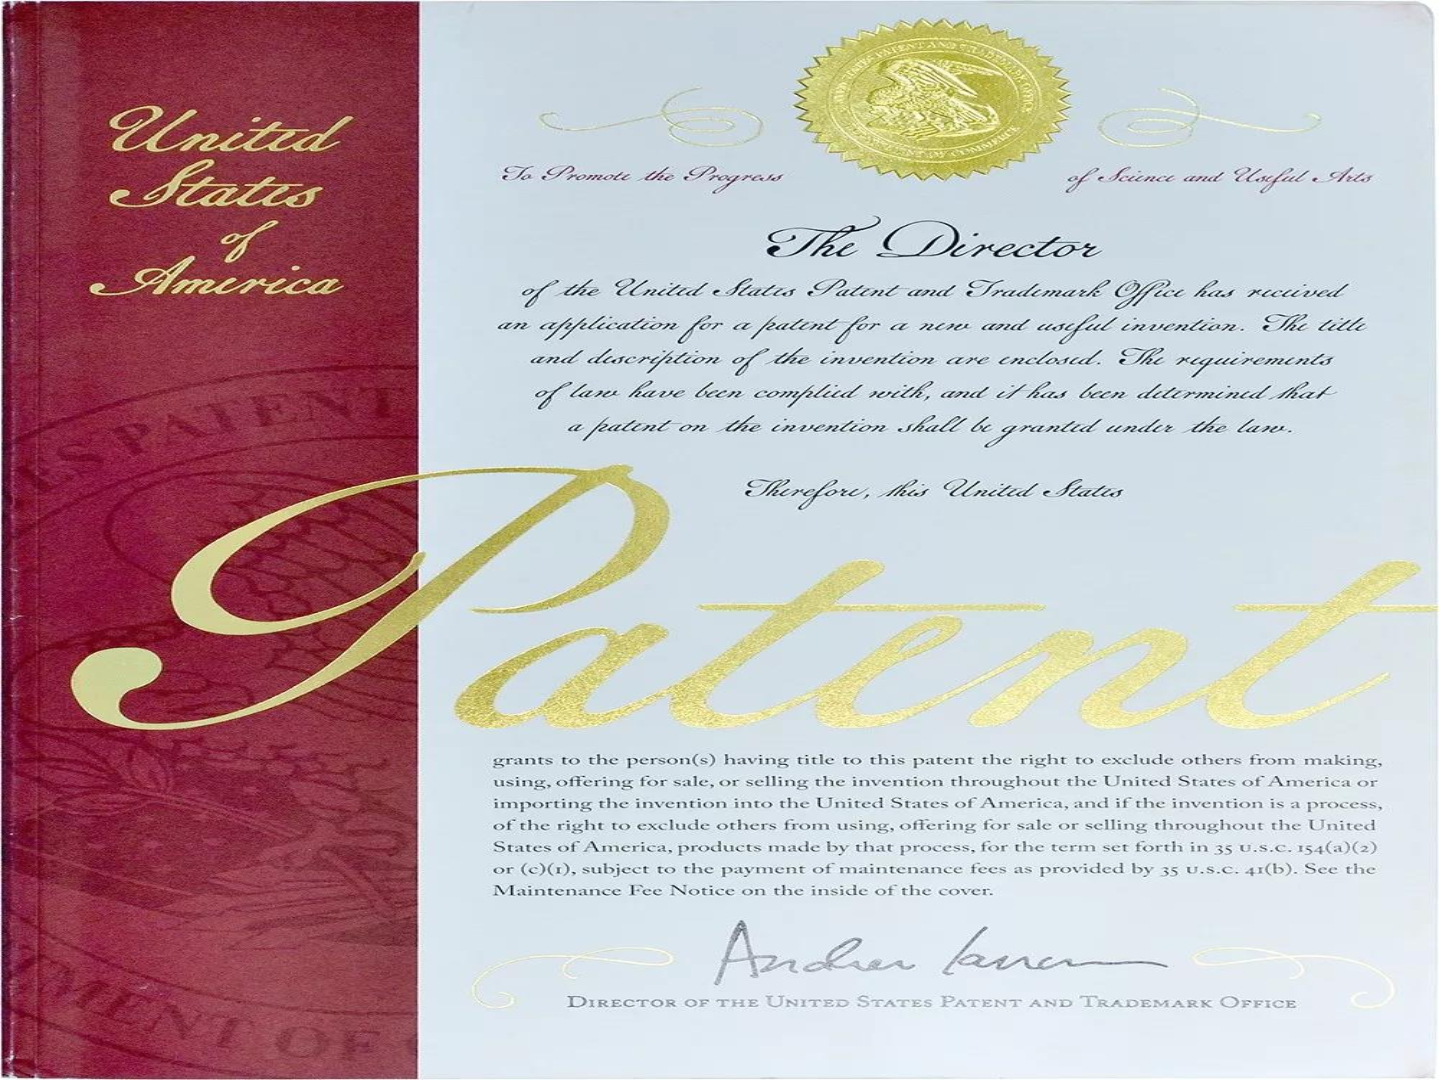 United
States
of
America
To Promote the Progress
of Science and Useful Arts
The Director
of the United States Patent and Trademark Office has received
an application for a patent for a new and useful invention. The title
and description of the invention are enclosed. The requirements
of law have been complied with, and it has been determined that
a patent on the invention shall be granted under the law.
Therefore, this United States
Patent
grants to the person(s) having title to this patent the right to exclude others from making,
using, offering for sale, or selling the invention throughout the United States of America or
importing the invention into the United States of America, and if the invention is a process,
of the right to exclude others from using, offering for sale or selling throughout the United
States of America, products made by that process, for the term set forth in 35 U.S.C. 154(a)(2)
or (c)(1), subject to the payment of maintenance fees as provided by 35 U.S.C. 41(b). See the
Maintenance Fee Notice on the inside of the cover.
DIRECTOR OF THE UNITED STATES PATENT AND TRADEMARK OFFICE
ES PATENT
TMENT OF